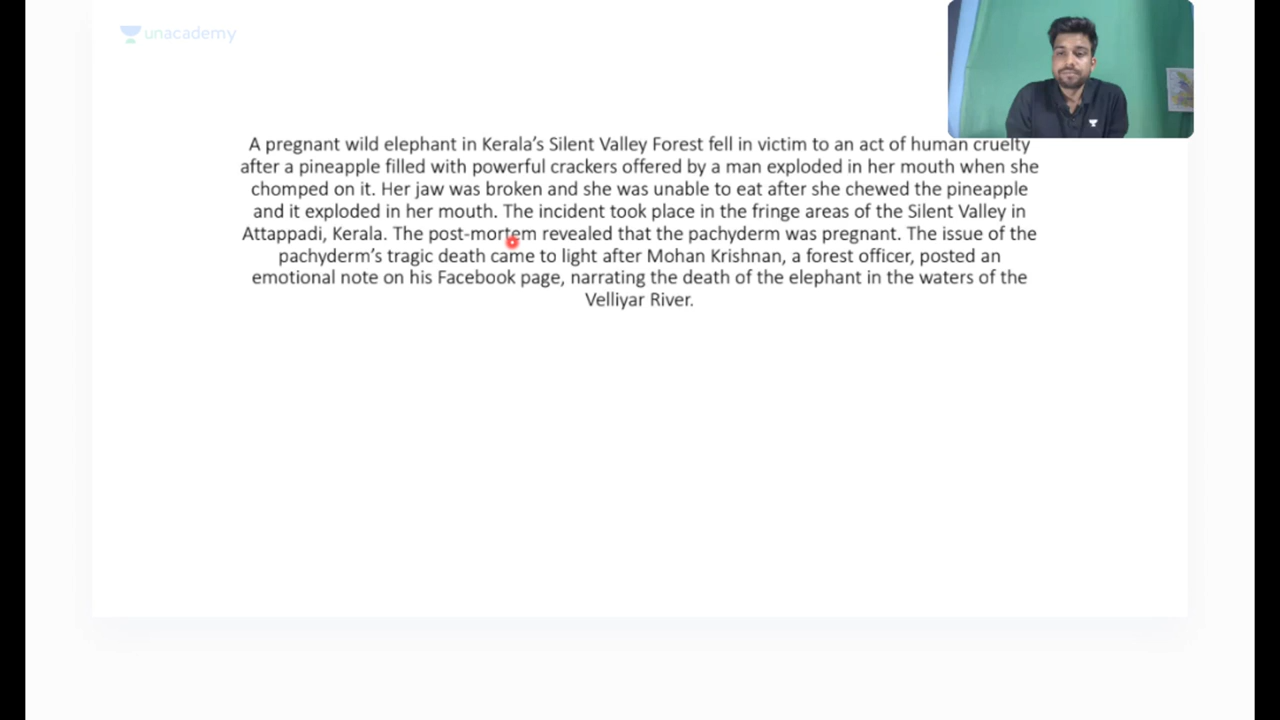 unacademy
A pregnant wild elephant in Kerala's Silent Valley Forest fell in victim to an act of human cruelty
after a pineapple filled with powerful crackers offered by a man exploded in her mouth when she
chomped on it. Her jaw was broken and she was unable to eat after she chewed the pineapple
and it exploded in her mouth. The incident took place in the fringe areas of the Silent Valley in
Attappadi, Kerala. The post-mortem revealed that the pachyderm was pregnant. The issue of the
pachyderm's tragic death came to light after Mohan Krishnan, a forest officer, posted an
emotional note on his Facebook page, narrating the death of the elephant in the waters of the
Velliyar River.